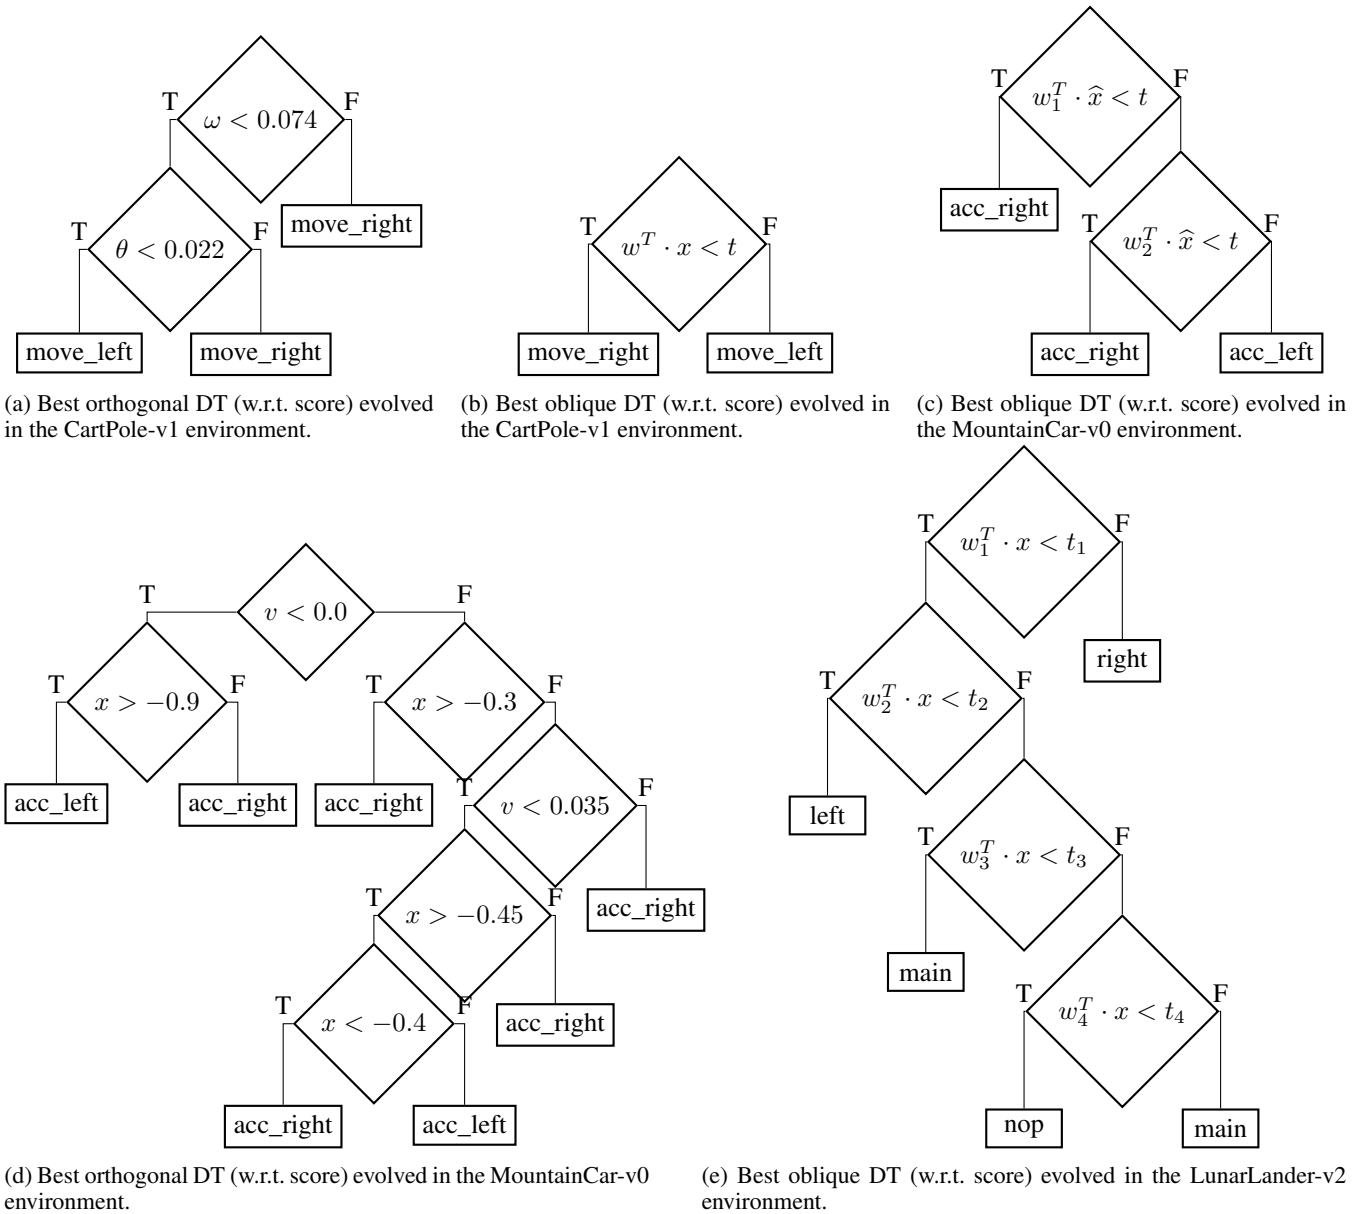 T
F
ω < 0.074
T
F
move_right
θ < 0.022
move_left
move_right
(a) Best orthogonal DT (w.r.t. score) evolved
in the CartPole-v1 environment.
T
F
w^T · x < t
move_right
move_left
(b) Best oblique DT (w.r.t. score) evolved in
the CartPole-v1 environment.
T
F
w_1^T · x̂ < t
acc_right
T
F
w_2^T · x̂ < t
acc_right
acc_left
(c) Best oblique DT (w.r.t. score) evolved in
the MountainCar-v0 environment.
T
F
v < 0.0
T
F
T
F
x > −0.9
x > −0.3
acc_left
acc_right
acc_right
T
F
v < 0.035
T
F
acc_right
x > −0.45
T
F
acc_right
x < −0.4
acc_right
acc_left
(d) Best orthogonal DT (w.r.t. score) evolved in the MountainCar-v0
environment.
T
F
w_1^T · x < t_1
right
T
F
w_2^T · x < t_2
left
T
F
w_3^T · x < t_3
main
T
F
w_4^T · x < t_4
nop
main
(e) Best oblique DT (w.r.t. score) evolved in the LunarLander-v2
environment.